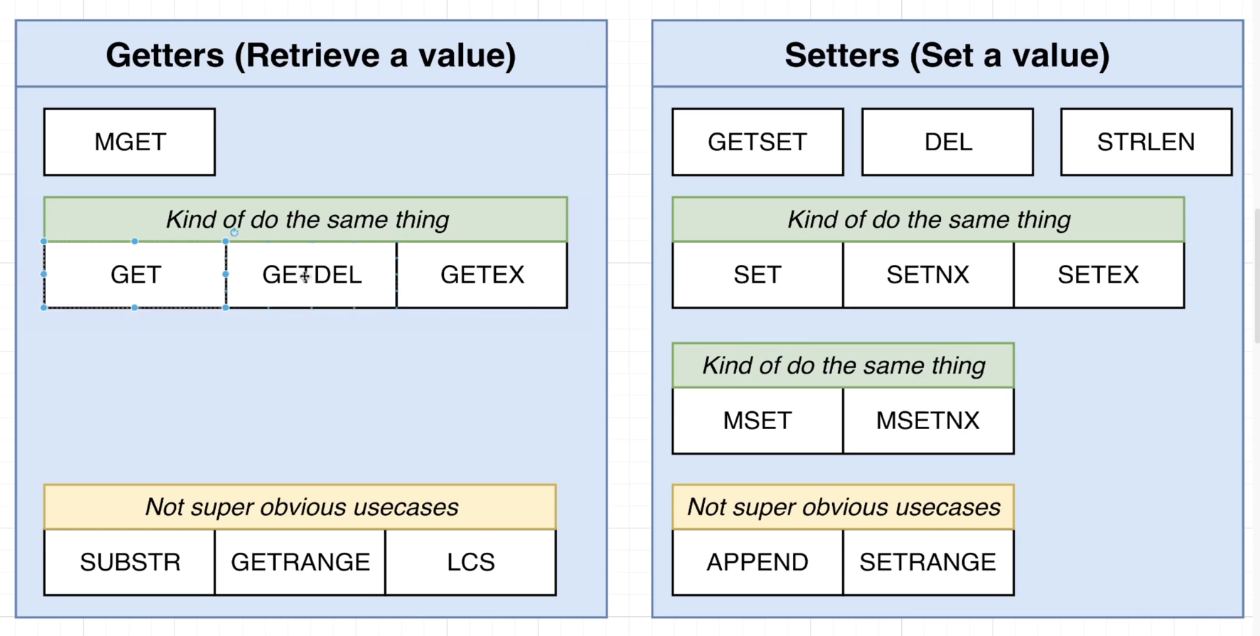 Getters (Retrieve a value)
MGET
Kind of do the same thing
GET
GETDEL
GETEX
Not super obvious usecases
SUBSTR
GETRANGE
LCS
Setters (Set a value)
GETSET
DEL
STRLEN
Kind of do the same thing
SET
SETNX
SETEX
Kind of do the same thing
MSET
MSETNX
Not super obvious usecases
APPEND
SETRANGE